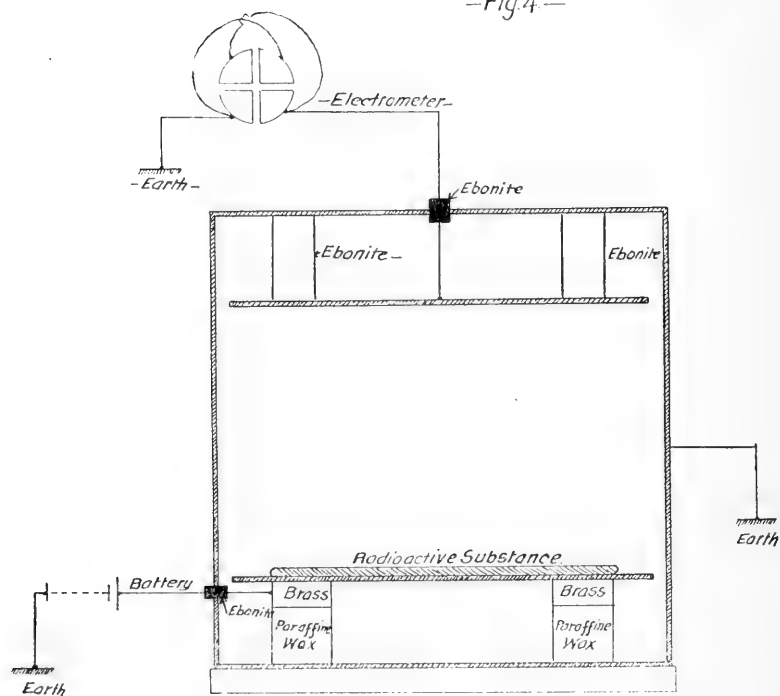 -Fig.4-
-Electrometer-
-Earth-
Ebonite
-Ebonite-
Ebonite
Radioactive Substance.
Earth
Battery
Ebonite
Brass
Brass
Paraffine
Wax
Paraffine
Wax
Earth